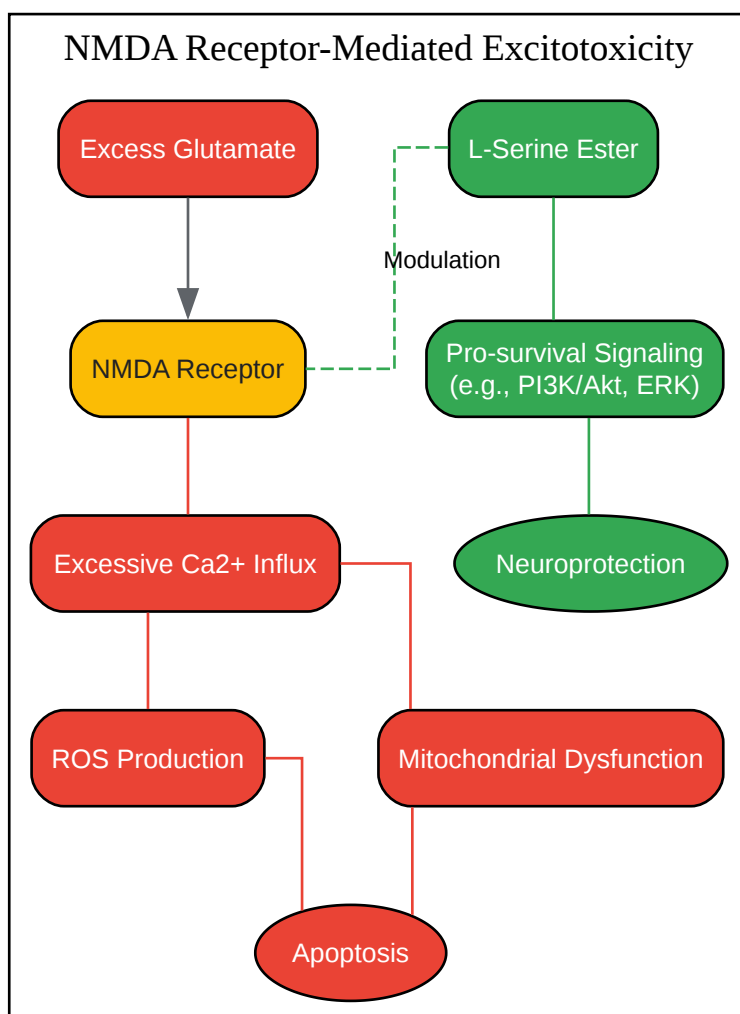 NMDA Receptor-Mediated Excitotoxicity
Excess Glutamate
L-Serine Ester
Modulation
NMDA Receptor
Pro-survival Signaling
(e.g., PI3K/Akt, ERK)
Excessive Ca2+ Influx
Neuroprotection
ROS Production
Mitochondrial Dysfunction
Apoptosis